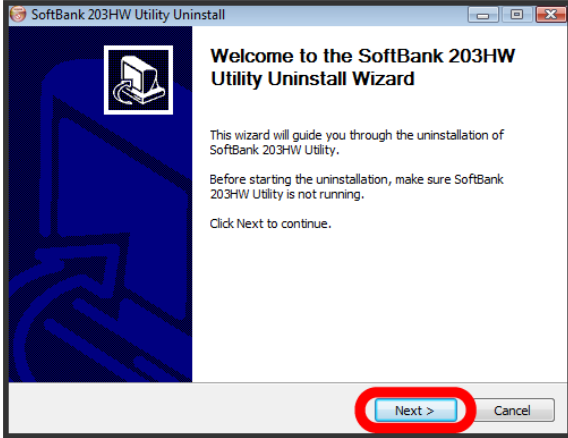 SoftBank 203HW Utility Uninstall
Welcome to the SoftBank 203HW
Utility Uninstall Wizard
This wizard will guide you through the uninstallation of
SoftBank 203HW Utility.
Before starting the uninstallation, make sure SoftBank
203HW Utility is not running.
Click Next to continue.
Next >
Cancel